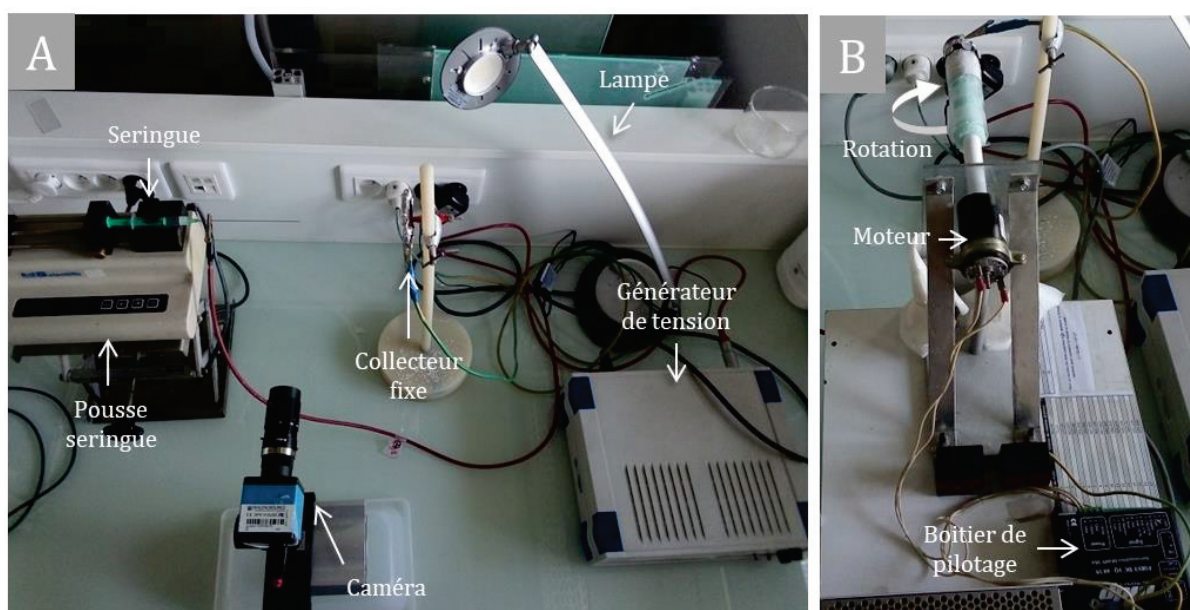 A
Seringue
Lampe
Générateur
de tension
Collecteur
fixe
Pousse
seringue
Caméra
B
Rotation
Moteur
Boitier de
pilotage